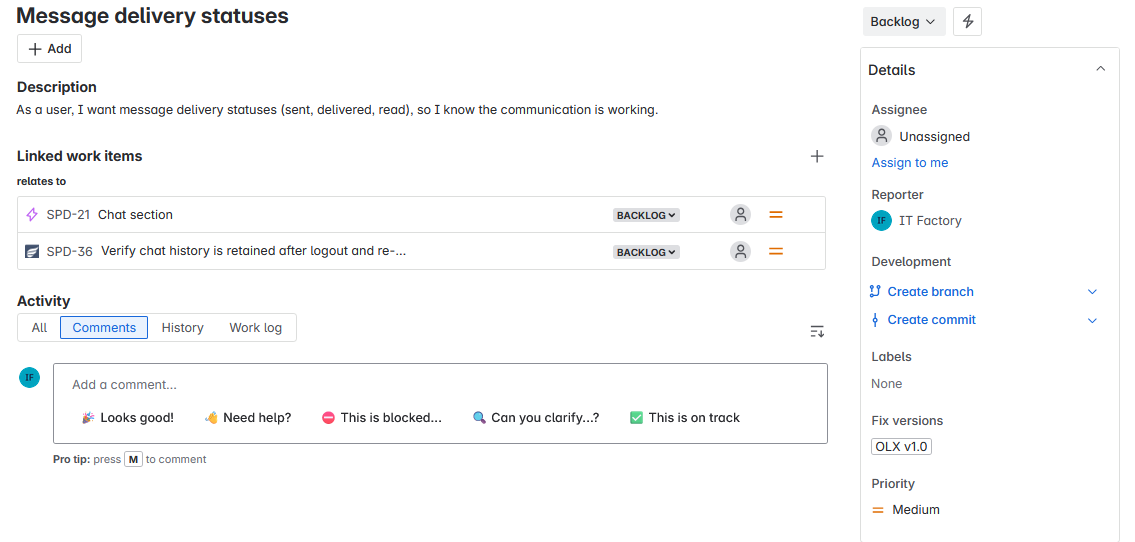 Message delivery statuses
Backlog
Add
Description
As a user, I want message delivery statuses (sent, delivered, read), so I know the communication is working.
Linked work items
relates to
SPD-21 Chat section BACKLOG
SPD-36 Verify chat history is retained after logout and re-... BACKLOG
Activity
All Comments History Work log
IF Add a comment...
Looks good! Need help? This is blocked... Can you clarify...? This is on track
Pro tip: press M to comment
Details
Assignee
Unassigned
Assign to me
Reporter
IF IT Factory
Development
Create branch
Create commit
Labels
None
Fix versions
OLX v1.0
Priority
Medium